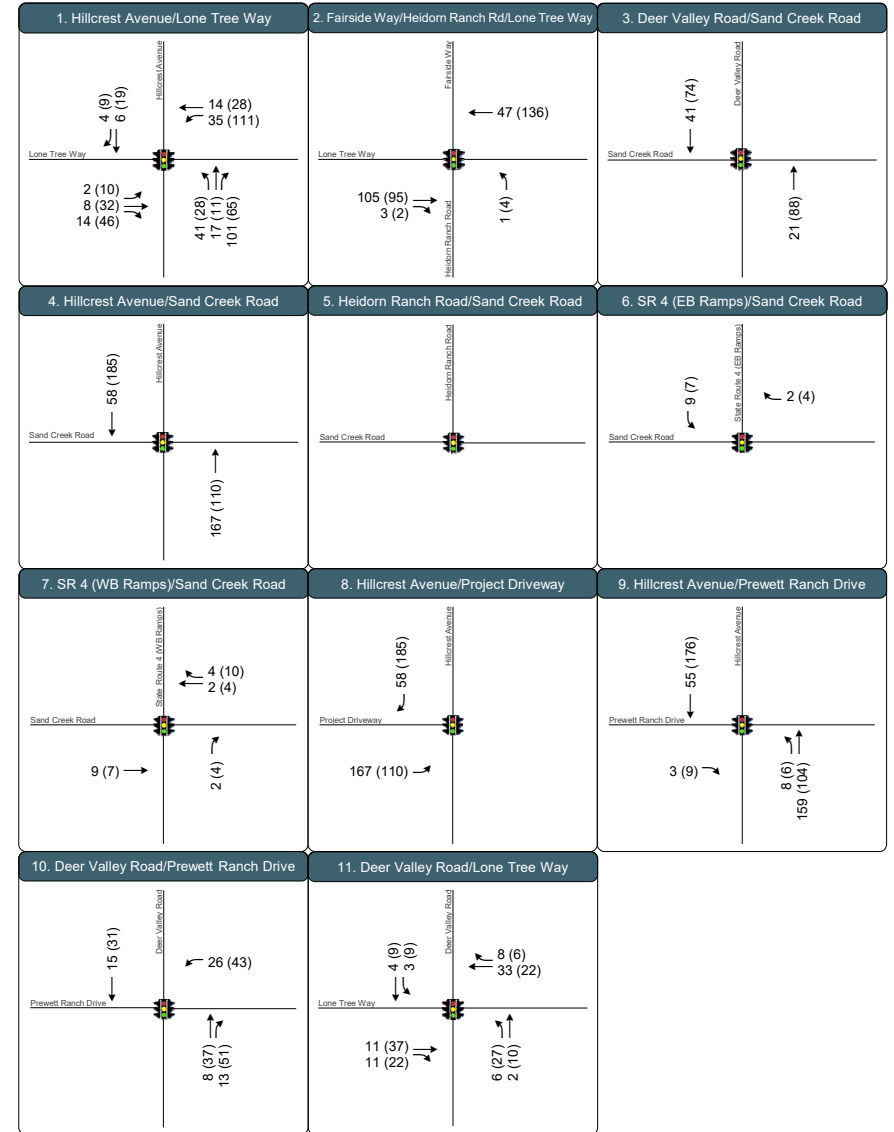 1. Hillcrest Avenue/Lone Tree Way
Hillcrest Avenue
4 (9)
6 (19)
14 (28)
35 (111)
Lone Tree Way
2 (10)
8 (32)
14 (46)
41 (28)
17 (11)
101 (65)
2. Fairside Way/Heidorn Ranch Rd/Lone Tree Way
Fairside Way
47 (136)
Lone Tree Way
105 (95)
3 (2)
Heidorn Ranch Road
1 (4)
3. Deer Valley Road/Sand Creek Road
Deer Valley Road
41 (74)
Sand Creek Road
21 (88)
4. Hillcrest Avenue/Sand Creek Road
Hillcrest Avenue
58 (185)
Sand Creek Road
167 (110)
5. Heidorn Ranch Road/Sand Creek Road
Heidorn Ranch Road
Sand Creek Road
6. SR 4 (EB Ramps)/Sand Creek Road
State Route 4 (EB Ramps)
9 (7)
2 (4)
Sand Creek Road
7. SR 4 (WB Ramps)/Sand Creek Road
State Route 4 (WB Ramps)
4 (10)
2 (4)
Sand Creek Road
9 (7)
2 (4)
8. Hillcrest Avenue/Project Driveway
Hillcrest Avenue
58 (185)
Project Driveway
167 (110)
9. Hillcrest Avenue/Prewett Ranch Drive
Hillcrest Avenue
55 (176)
Prewett Ranch Drive
3 (9)
8 (6)
159 (104)
10. Deer Valley Road/Prewett Ranch Drive
Deer Valley Road
15 (31)
26 (43)
Prewett Ranch Drive
8 (37)
13 (51)
11. Deer Valley Road/Lone Tree Way
Deer Valley Road
4 (9)
3 (9)
8 (6)
33 (22)
Lone Tree Way
11 (37)
11 (22)
6 (27)
2 (10)